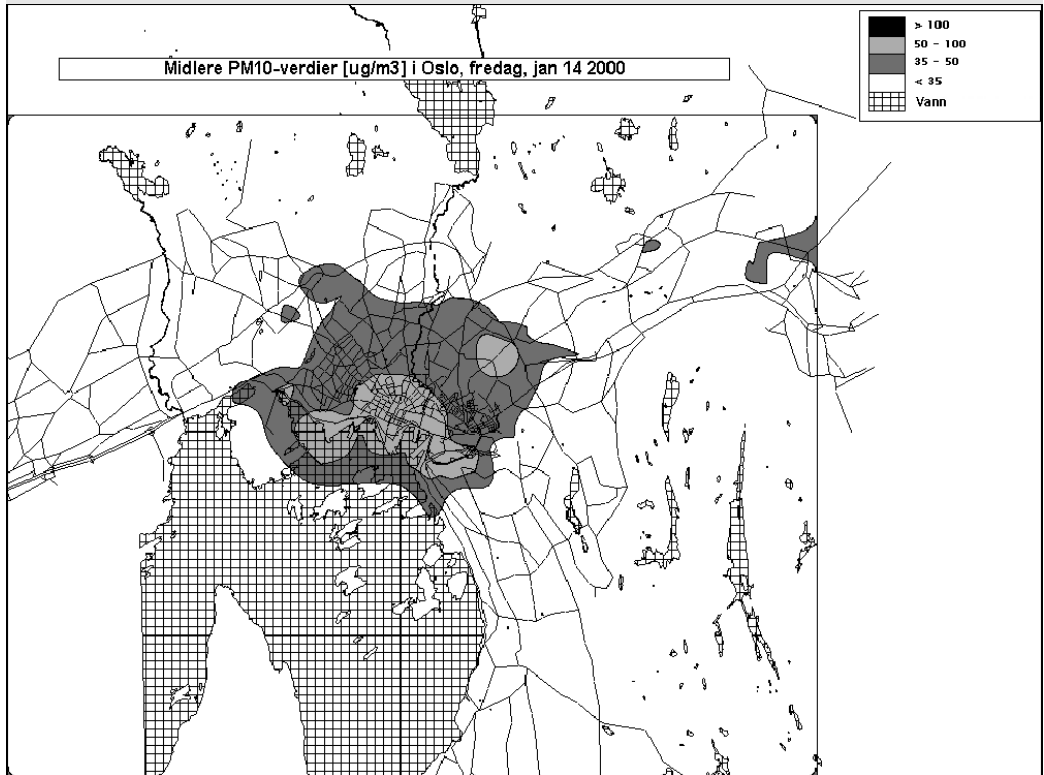 Midlere PM10-verdier [ug/m3] i Oslo, fredag, jan 14 2000
> 100
50 - 100
35 - 50
< 35
Vann